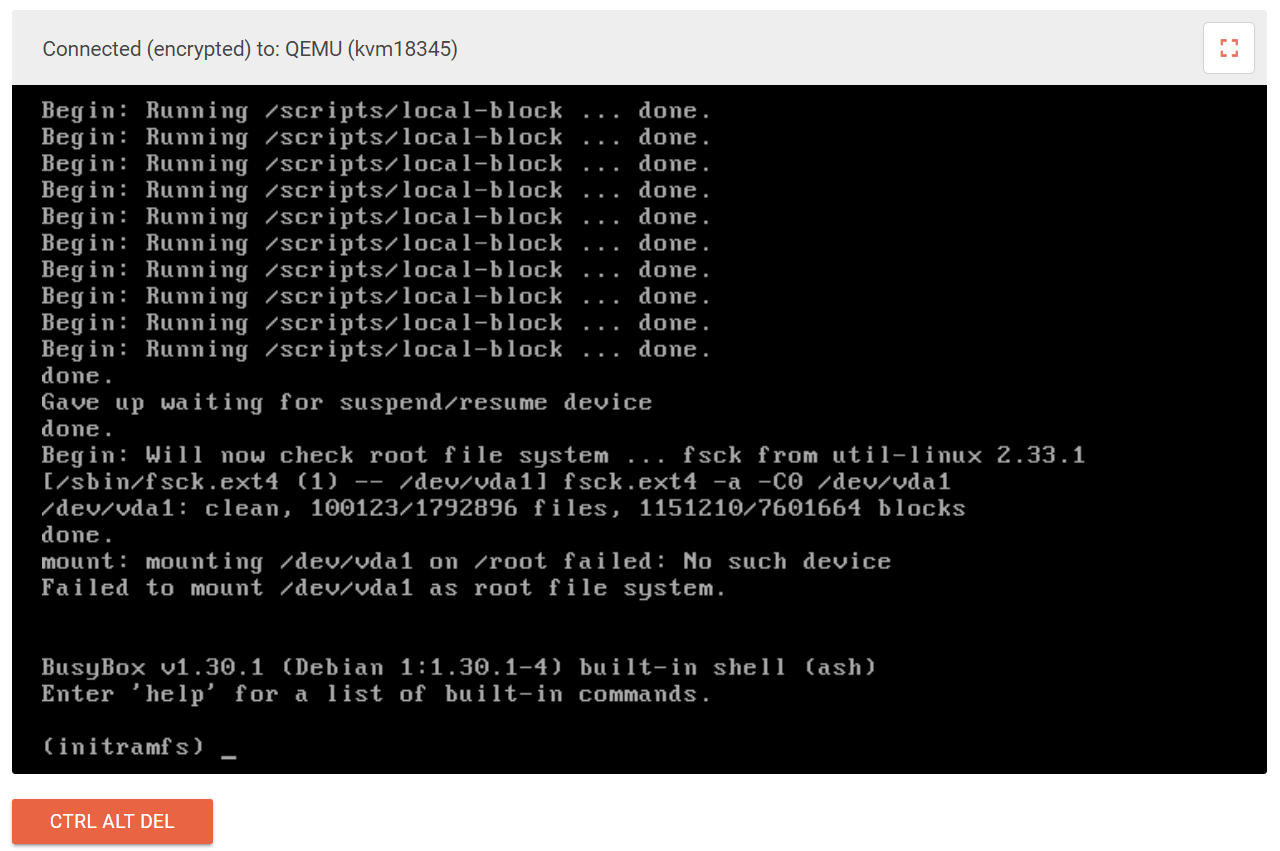 Connected (encrypted) to: QEMU (kvm18345)
Begin: Running /scripts/local-block ... done.
Begin: Running /scripts/local-block ... done.
Begin: Running /scripts/local-block ... done.
Begin: Running /scripts/local-block ... done.
Begin: Running /scripts/local-block ... done.
Begin: Running /scripts/local-block ... done.
Begin: Running /scripts/local-block ... done.
Begin: Running /scripts/local-block ... done.
Begin: Running /scripts/local-block ... done.
Begin: Running /scripts/local-block ... done.
done.
Gave up waiting for suspend/resume device
done.
Begin: Will now check root file system ... fsck from util-linux 2.33.1
[/sbin/fsck.ext4 (1) -- /dev/vda1] fsck.ext4 -a -C0 /dev/vda1
/dev/vda1: clean, 100123/1792896 files, 1151210/7601664 blocks
done.
mount: mounting /dev/vda1 on /root failed: No such device
Failed to mount /dev/vda1 as root file system.
BusyBox v1.30.1 (Debian 1:1.30.1-4) built-in shell (ash)
Enter 'help' for a list of built-in commands.
(initramfs) _
CTRL ALT DEL